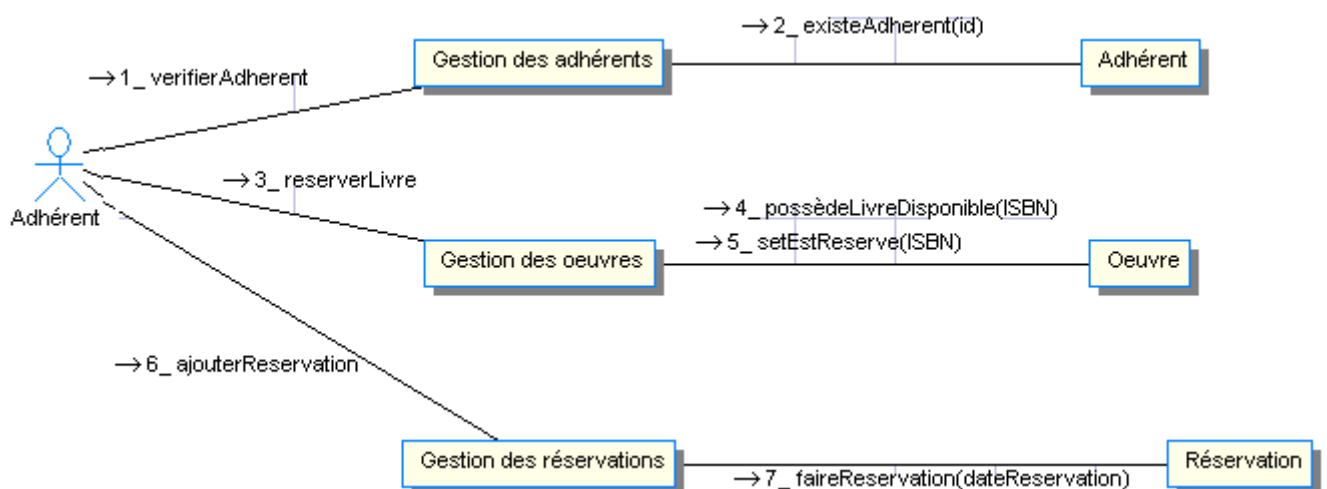 →2_ existeAdherent(id)
Gestion des adhérents
Adhérent
→1_ verifierAdherent
Adhérent
→3_ reserverLivre
→4_ possèdeLivreDisponible(ISBN)
→5_ setEstReserve(ISBN)
Gestion des oeuvres
Oeuvre
→6_ ajouterReservation
Gestion des réservations
Réservation
→7_ faireReservation(dateReservation)